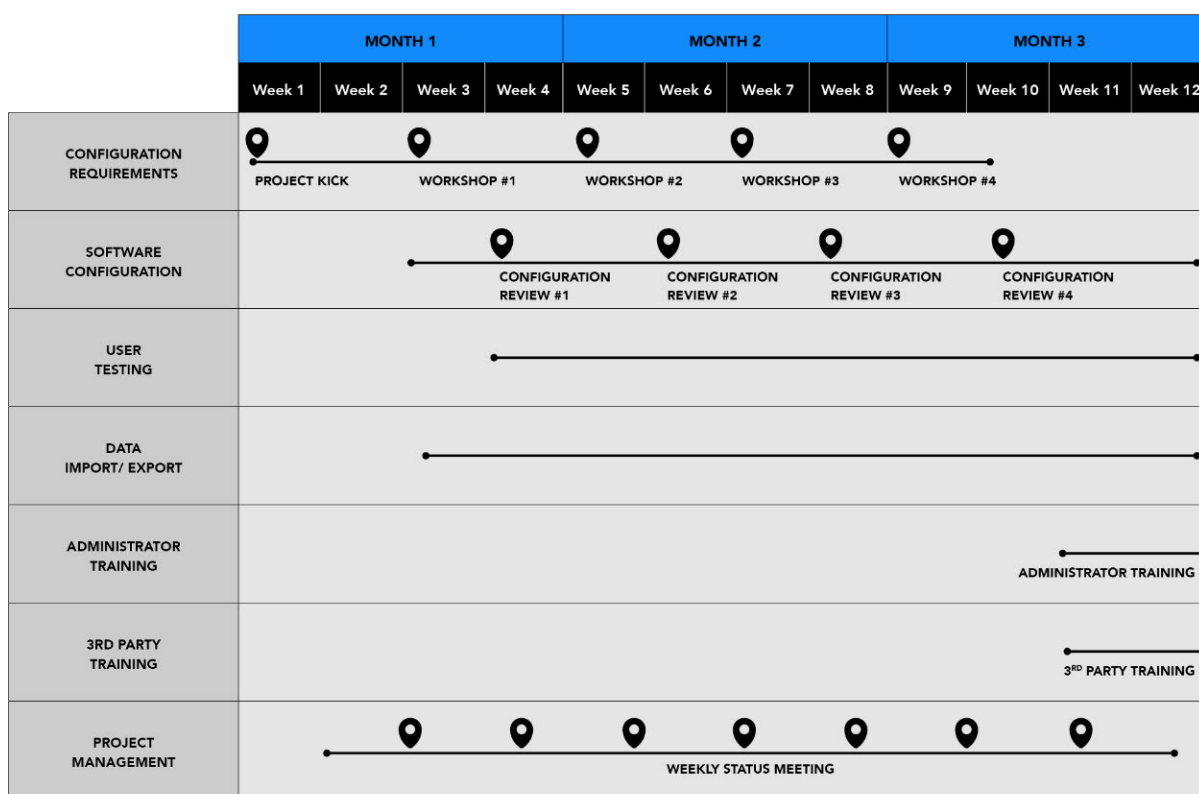 MONTH 1 MONTH 2 MONTH 3
Week 1 Week 2 Week 3 Week 4 Week 5 Week 6 Week 7 Week 8 Week 9 Week 10 Week 11 Week 12
CONFIGURATION
REQUIREMENTS
PROJECT KICK WORKSHOP #1 WORKSHOP #2 WORKSHOP #3 WORKSHOP #4
SOFTWARE
CONFIGURATION
CONFIGURATION CONFIGURATION CONFIGURATION CONFIGURATION
REVIEW #1 REVIEW #2 REVIEW #3 REVIEW #4
USER
TESTING
DATA
IMPORT/ EXPORT
ADMINISTRATOR
TRAINING
ADMINISTRATOR TRAINING
3RD PARTY
TRAINING
3RD PARTY TRAINING
PROJECT
MANAGEMENT
WEEKLY STATUS MEETING